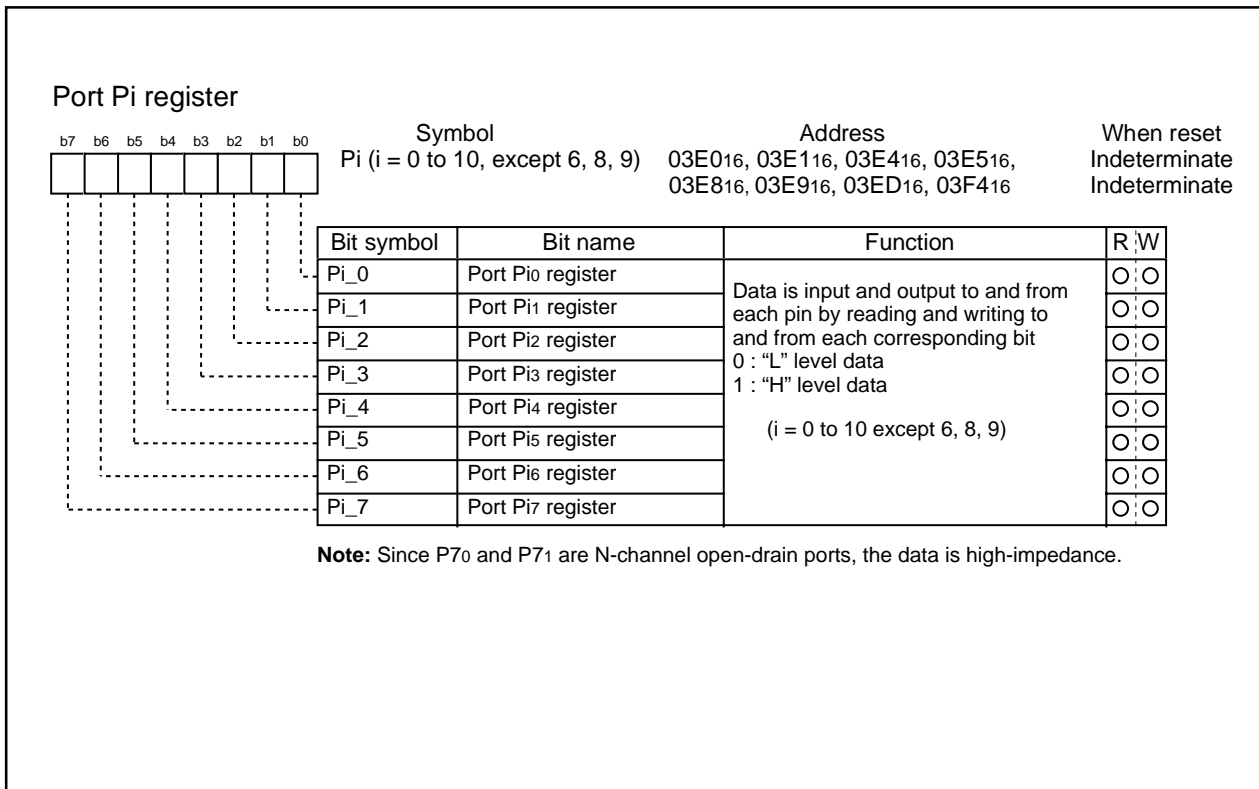 Port Pi register
b7 b6 b5 b4 b3 b2 b1 b0
Symbol Address When reset
Pi (i = 0 to 10, except 6, 8, 9) 03E016, 03E116, 03E416, 03E516, Indeterminate
03E816, 03E916, 03ED16, 03F416 Indeterminate
Bit symbol Bit name Function R W
Pi_0 Port Pi0 register
Pi_1 Port Pi1 register
Pi_2 Port Pi2 register
Pi_3 Port Pi3 register
Pi_4 Port Pi4 register
Pi_5 Port Pi5 register
Pi_6 Port Pi6 register
Pi_7 Port Pi7 register
Data is input and output to and from
each pin by reading and writing to
and from each corresponding bit
0 : “L” level data
1 : “H” level data
(i = 0 to 10 except 6, 8, 9)
Note: Since P70 and P71 are N-channel open-drain ports, the data is high-impedance.